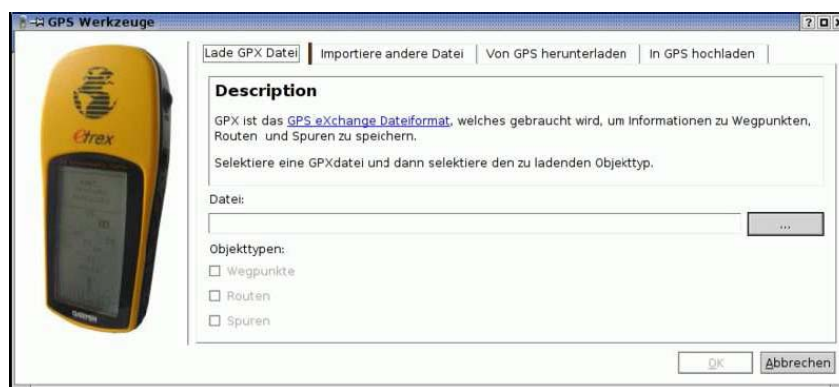 GPS Werkzeuge
Lade GPX Datei
Importiere andere Datei
Von GPS herunterladen
In GPS hochladen
Description
GPX ist das GPS eXchange Dateiformat, welches gebraucht wird, um Informationen zu Wegpunkten,
Routen und Spuren zu speichern.
Selektiere eine GPXdatei und dann selektiere den zu ladenden Objekttyp.
Datei:
...
Objekttypen:
Wegpunkte
Routen
Spuren
OK
Abbrechen
etrex
GARMIN